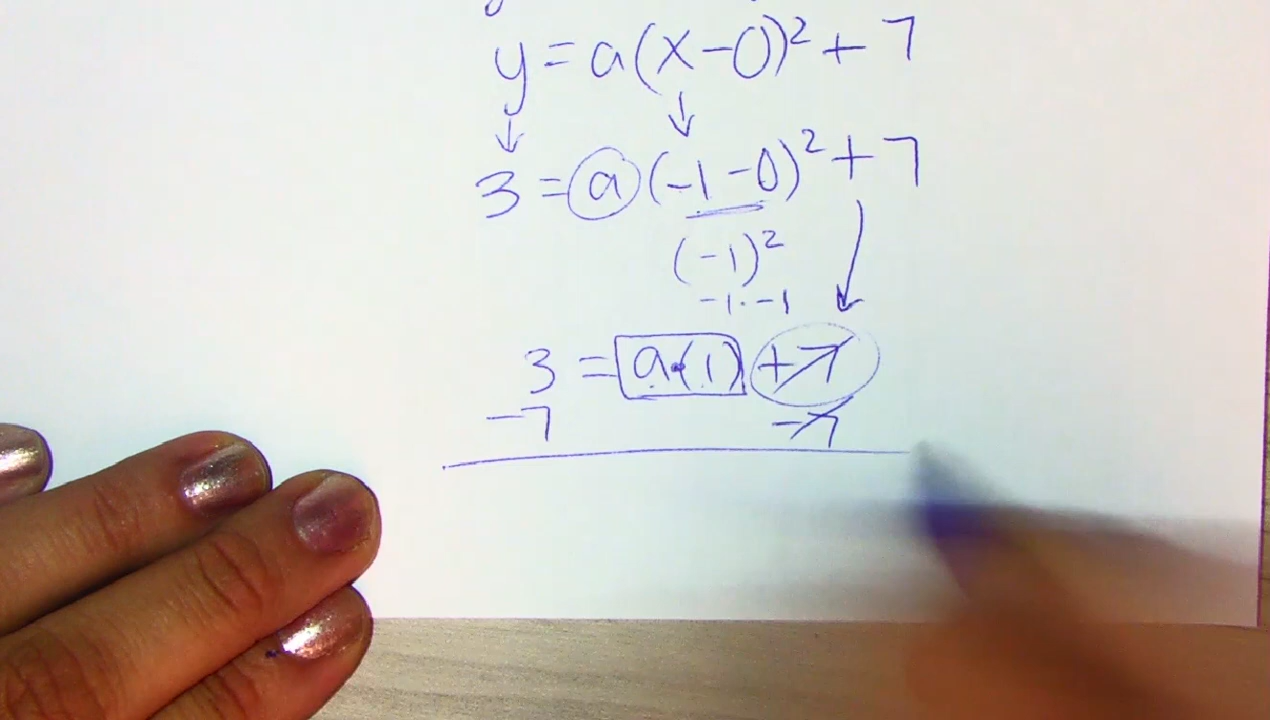 y = a(x-0)² + 7
3 = a(-1-0)² + 7
(-1)²
-1·-1
3 = a·(1) +7
-7 -7